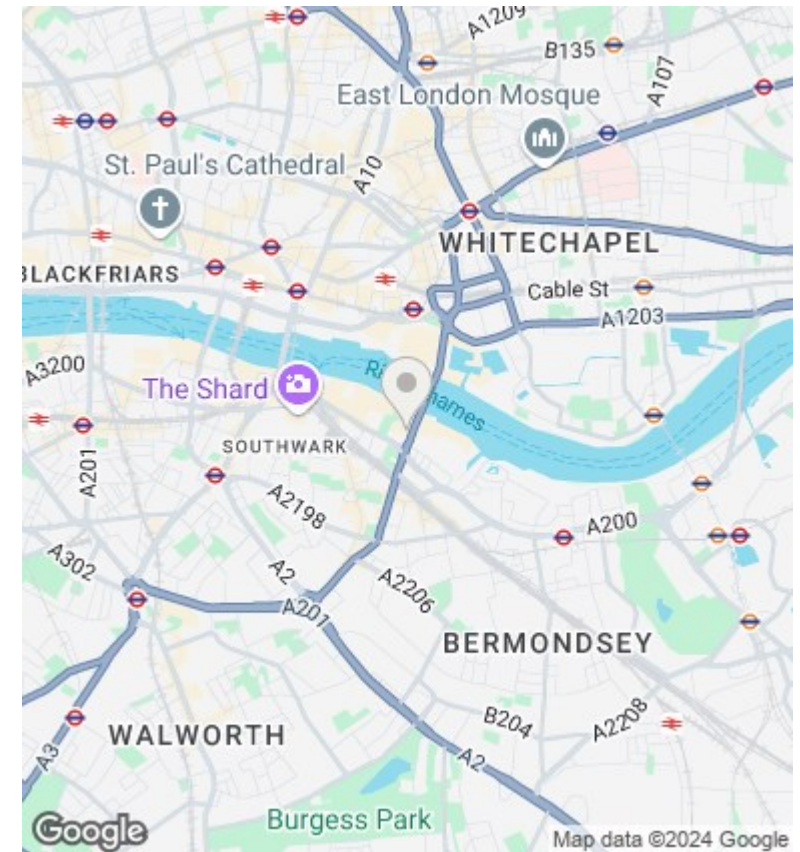 A1209
B135
A107
East London Mosque
St. Paul's Cathedral
A10
WHITECHAPEL
BLACKFRIARS
Cable St
A1203
A3200
The Shard
River Thames
SOUTHWARK
A201
A2198
A200
A302
A2
A2206
A201
BERMONDSEY
B204
A2208
WALWORTH
A3
A2
Burgess Park
Google
Map data ©2024 Google